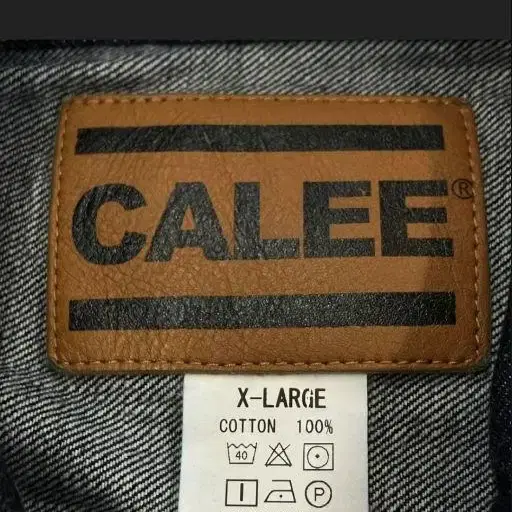 CALEE®
X-LARGE
COTTON 100%
40
P